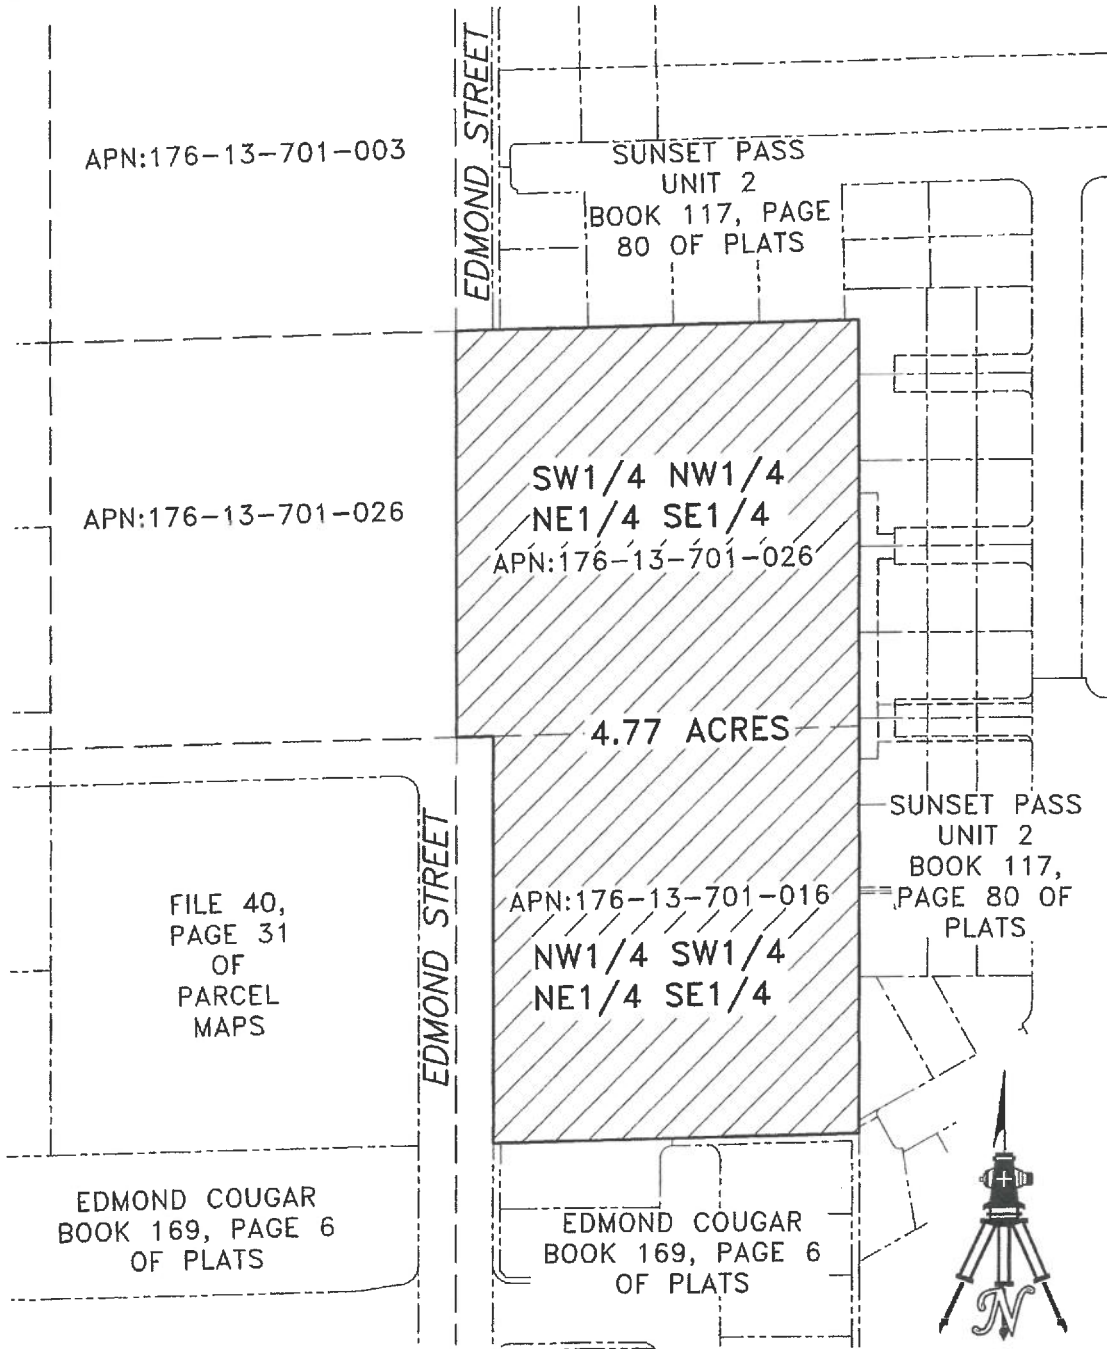 EDMOND STREET
APN:176-13-701-003
SUNSET PASS
UNIT 2
BOOK 117, PAGE
80 OF PLATS
SW1/4 NW1/4
NE1/4 SE1/4
APN:176-13-701-026
APN:176-13-701-026
4.77 ACRES
EDMOND STREET
SUNSET PASS
UNIT 2
BOOK 117,
PAGE 80 OF
PLATS
FILE 40,
PAGE 31
OF
PARCEL
MAPS
APN:176-13-701-016
NW1/4 SW1/4
NE1/4 SE1/4
EDMOND COUGAR
BOOK 169, PAGE 6
OF PLATS
EDMOND COUGAR
BOOK 169, PAGE 6
OF PLATS
N